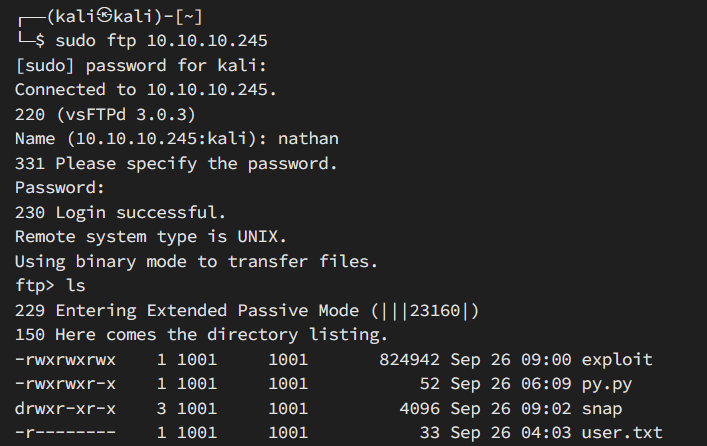 ┌──(kali㉿kali)-[~]
└─$ sudo ftp 10.10.10.245
[sudo] password for kali:
Connected to 10.10.10.245.
220 (vsFTPd 3.0.3)
Name (10.10.10.245:kali): nathan
331 Please specify the password.
Password:
230 Login successful.
Remote system type is UNIX.
Using binary mode to transfer files.
ftp> ls
229 Entering Extended Passive Mode (|||23160|)
150 Here comes the directory listing.
-rwxrwxrwx    1 1001     1001       824942 Sep 26 09:00 exploit
-rwxrwxr-x    1 1001     1001           52 Sep 26 06:09 py.py
drwxr-xr-x    3 1001     1001         4096 Sep 26 09:02 snap
-r--------    1 1001     1001           33 Sep 26 04:03 user.txt